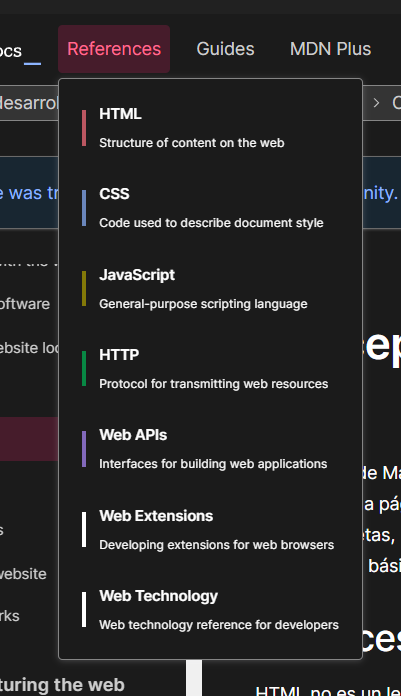 ocs
References
Guides
MDN Plus
desarrol
> C
e was tr
nity.
HTML
Structure of content on the web
CSS
Code used to describe document style
JavaScript
General-purpose scripting language
HTTP
Protocol for transmitting web resources
Web APIs
Interfaces for building web applications
Web Extensions
Developing extensions for web browsers
Web Technology
Web technology reference for developers
oftware
ebsite loc
s
website
rks
turing the web
cep
de Ma
a pá
etas,
bási
ces
HTML no es un le